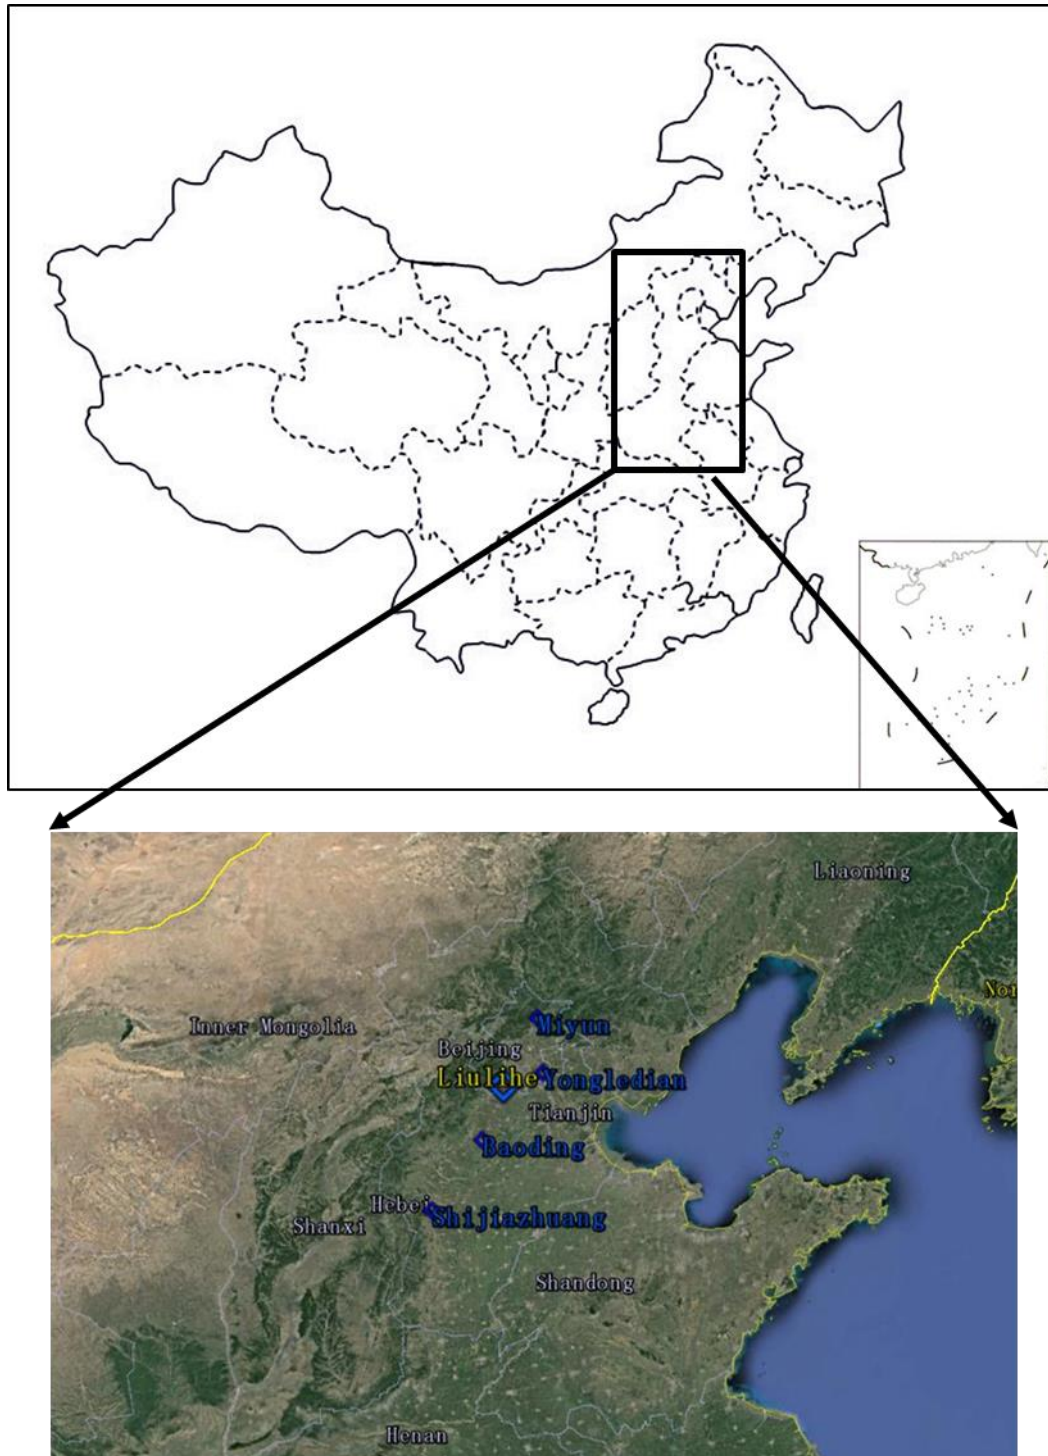 Liaoning
Nor
Inner Mongolia
Miyun
Beijing
Liulihe
Yongledian
Tianjin
Baoding
Hebei
Shijiazhuang
Shanxi
Shandong
Henan